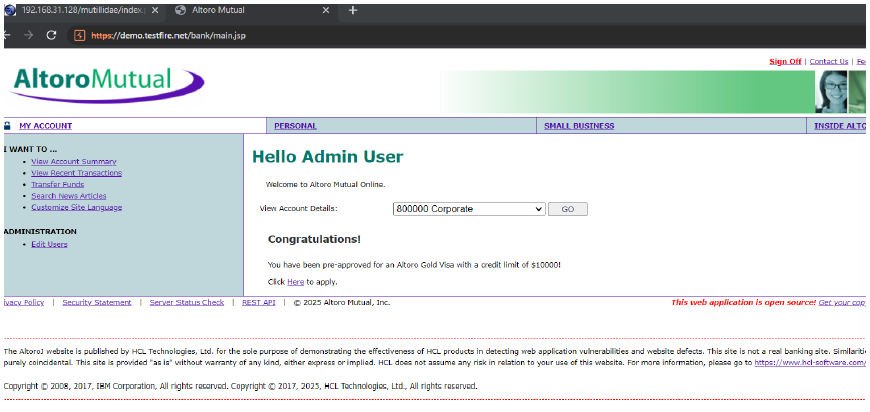 192.168.31.128/mutillidae/index.
Altoro Mutual
https://demo.testfire.net/bank/main.jsp
Sign Off | Contact Us | Fe
AltoroMutual
MY ACCOUNT
PERSONAL
SMALL BUSINESS
INSIDE ALTO
I WANT TO ...
View Account Summary
View Recent Transactions
Transfer Funds
Search News Articles
Customize Site Language
ADMINISTRATION
Edit Users
Hello Admin User
Welcome to Altoro Mutual Online.
View Account Details: 800000 Corporate GO
Congratulations!
You have been pre-approved for an Altoro Gold Visa with a credit limit of $10000!
Click Here to apply.
ivacy Policy | Security Statement | Server Status Check | REST API | © 2025 Altoro Mutual, Inc.
This web application is open source! Get your cop
The AltoroJ website is published by HCL Technologies, Ltd. for the sole purpose of demonstrating the effectiveness of HCL products in detecting web application vulnerabilities and website defects. This site is not a real banking site. Similariti
purely coincidental. This site is provided "as is" without warranty of any kind, either express or implied. HCL does not assume any risk in relation to your use of this website. For more information, please go to https://www.hcl-software.com/
Copyright © 2008, 2017, IBM Corporation, All rights reserved. Copyright © 2017, 2025, HCL Technologies, Ltd., All rights reserved.